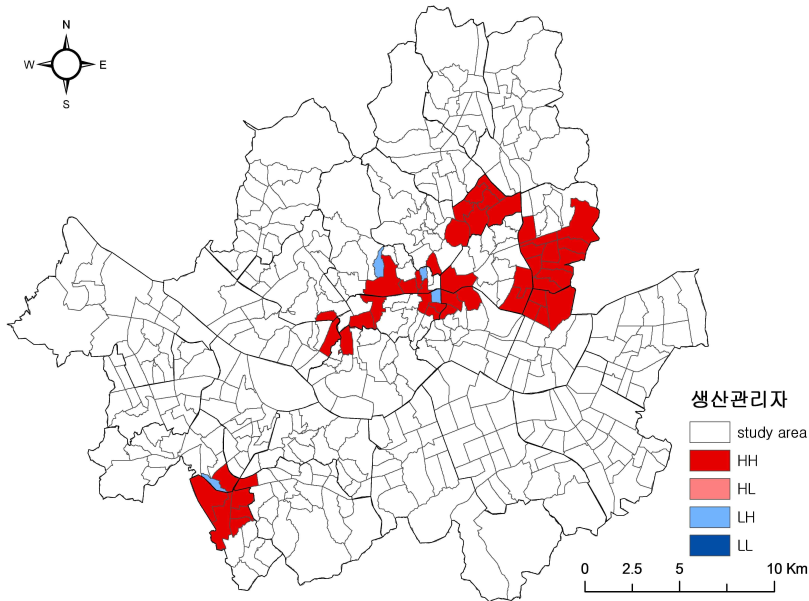 N
W E
S
생산관리자
study area
HH
HL
LH
LL
0 2.5 5 10 Km